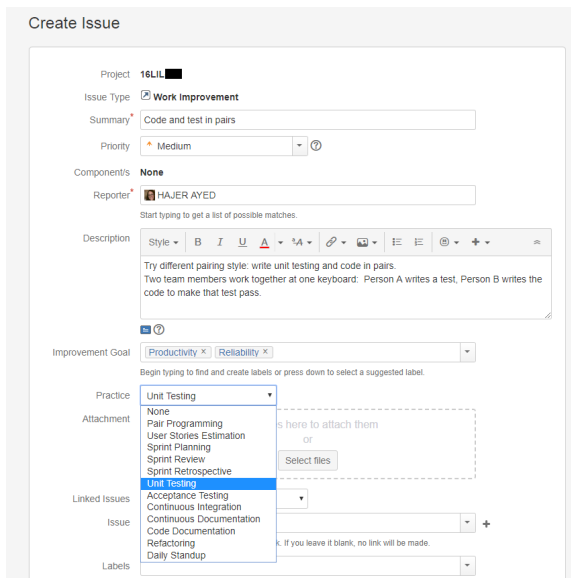 Create Issue
Project 16LIL
Issue Type Work Improvement
Summary* Code and test in pairs
Priority Medium
Component/s None
Reporter* HAJER AYED
Start typing to get a list of possible matches.
Description Style B I U A
Try different pairing style: write unit testing and code in pairs.
Two team members work together at one keyboard: Person A writes a test, Person B writes the
code to make that test pass.
Improvement Goal Productivity × Reliability ×
Begin typing to find and create labels or press down to select a suggested label.
Practice Unit Testing
None
Attachment
Pair Programming
s here to attach them
User Stories Estimation
or
Sprint Planning
Sprint Review
Select files
Sprint Retrospective
Unit Testing
Linked Issues
Acceptance Testing
Continuous Integration
Issue
Continuous Documentation
Code Documentation
k. If you leave it blank, no link will be made.
Refactoring
Daily Standup
Labels